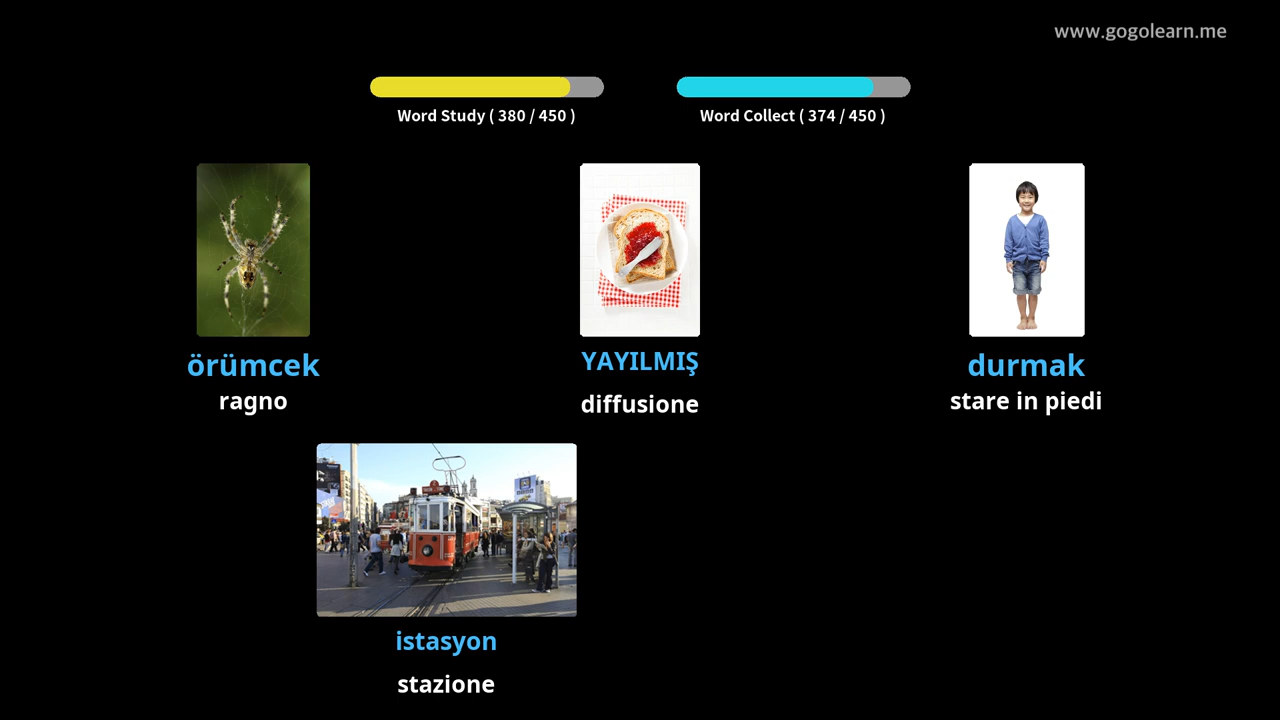 www.gogolearn.me
Word Study ( 380 / 450 )
Word Collect ( 374 / 450 )
örümcek
ragno
YAYILMIŞ
diffusione
durmak
stare in piedi
istasyon
stazione